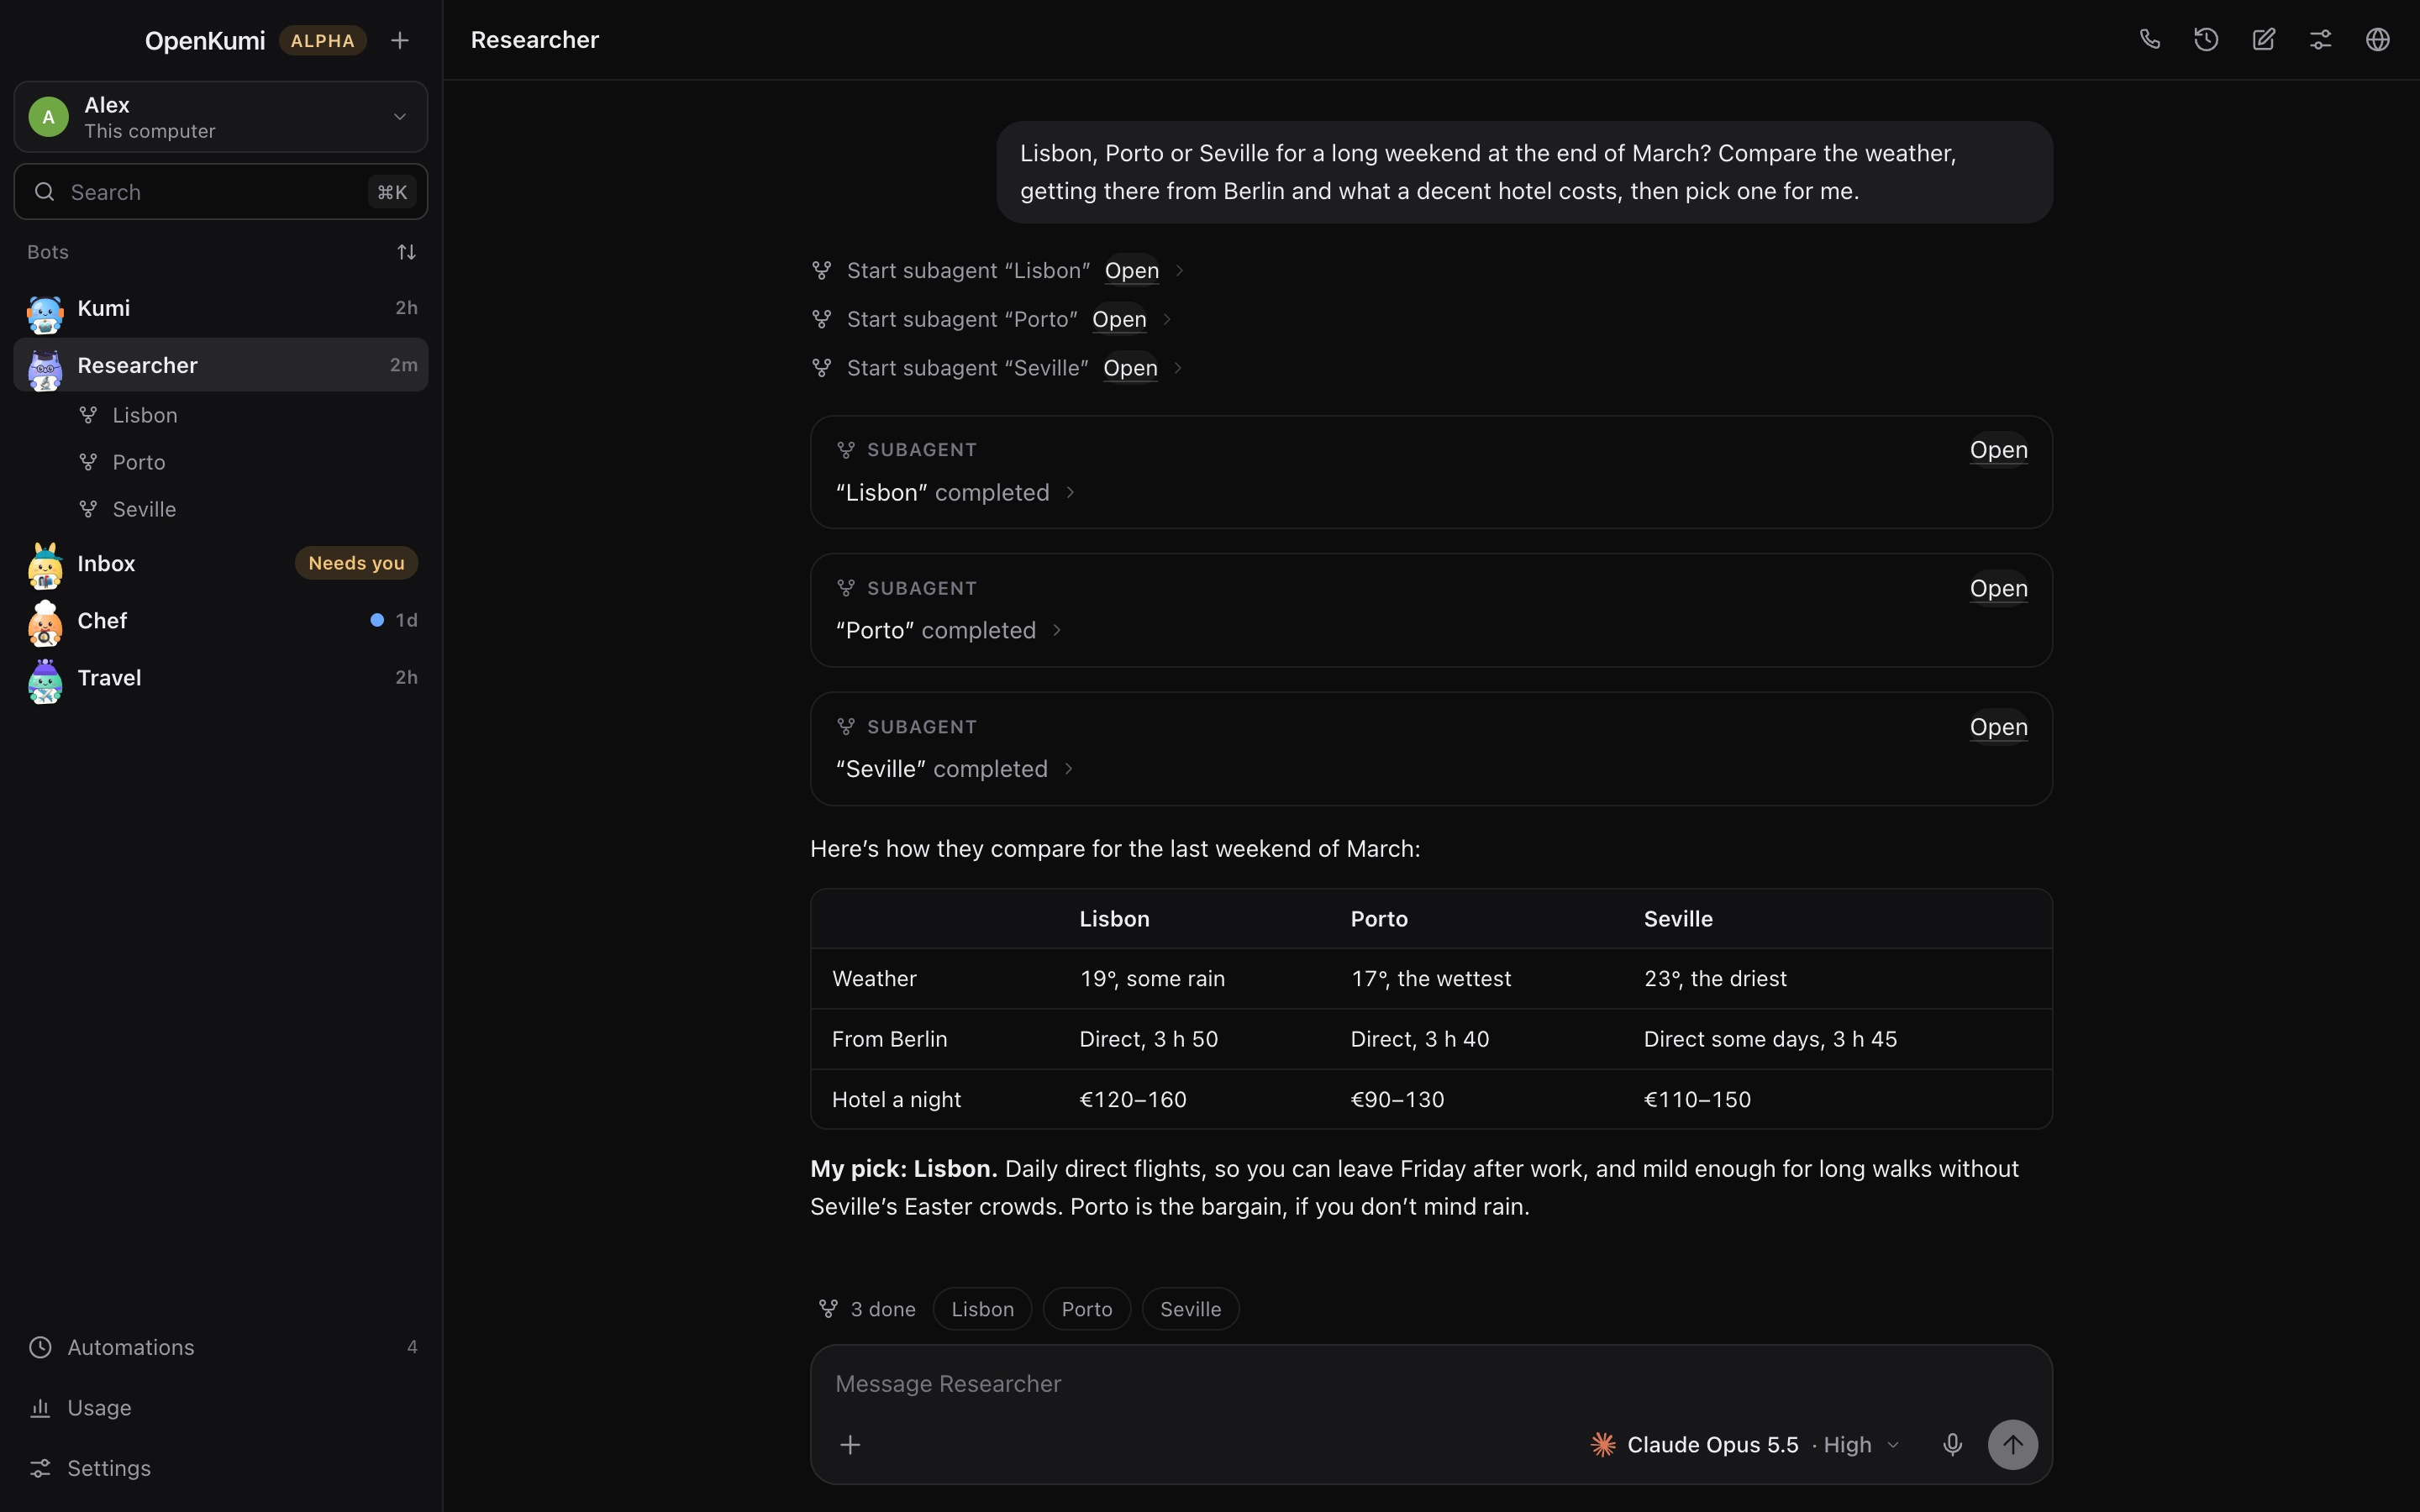 OpenKumi ALPHA
Alex
This computer
Search ⌘K
Bots
Kumi 2h
Researcher 2m
Lisbon
Porto
Seville
Inbox Needs you
Chef 1d
Travel 2h
Automations 4
Usage
Settings
Researcher
Lisbon, Porto or Seville for a long weekend at the end of March? Compare the weather,
getting there from Berlin and what a decent hotel costs, then pick one for me.
Start subagent “Lisbon” Open
Start subagent “Porto” Open
Start subagent “Seville” Open
SUBAGENT Open
“Lisbon” completed
SUBAGENT Open
“Porto” completed
SUBAGENT Open
“Seville” completed
Here’s how they compare for the last weekend of March:
Lisbon Porto Seville
Weather 19°, some rain 17°, the wettest 23°, the driest
From Berlin Direct, 3 h 50 Direct, 3 h 40 Direct some days, 3 h 45
Hotel a night €120–160 €90–130 €110–150
My pick: Lisbon. Daily direct flights, so you can leave Friday after work, and mild enough for long walks without
Seville’s Easter crowds. Porto is the bargain, if you don’t mind rain.
3 done Lisbon Porto Seville
Message Researcher
Claude Opus 5.5 · High